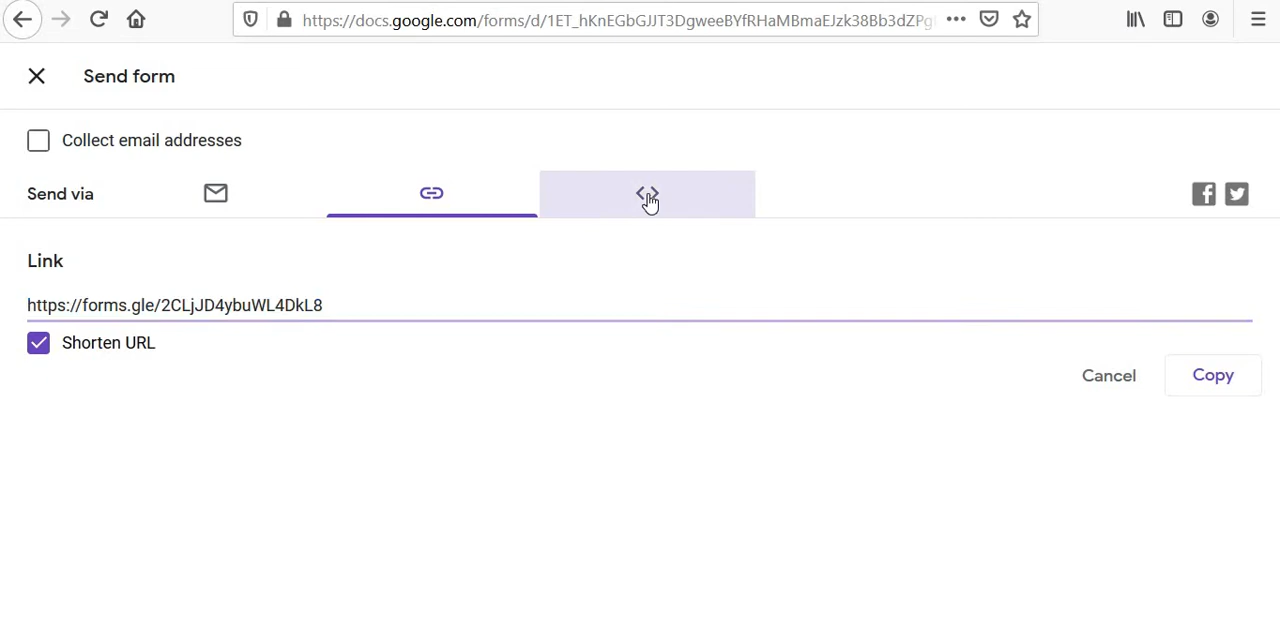 https://docs.google.com/forms/d/1ET_hKnEGbGJJT3DgweeBYfRHaMBmaEJzk38Bb3dZPg
Send form
Collect email addresses
Send via
Link
https://forms.gle/2CLjJD4ybuWL4DkL8
Shorten URL
Cancel
Copy